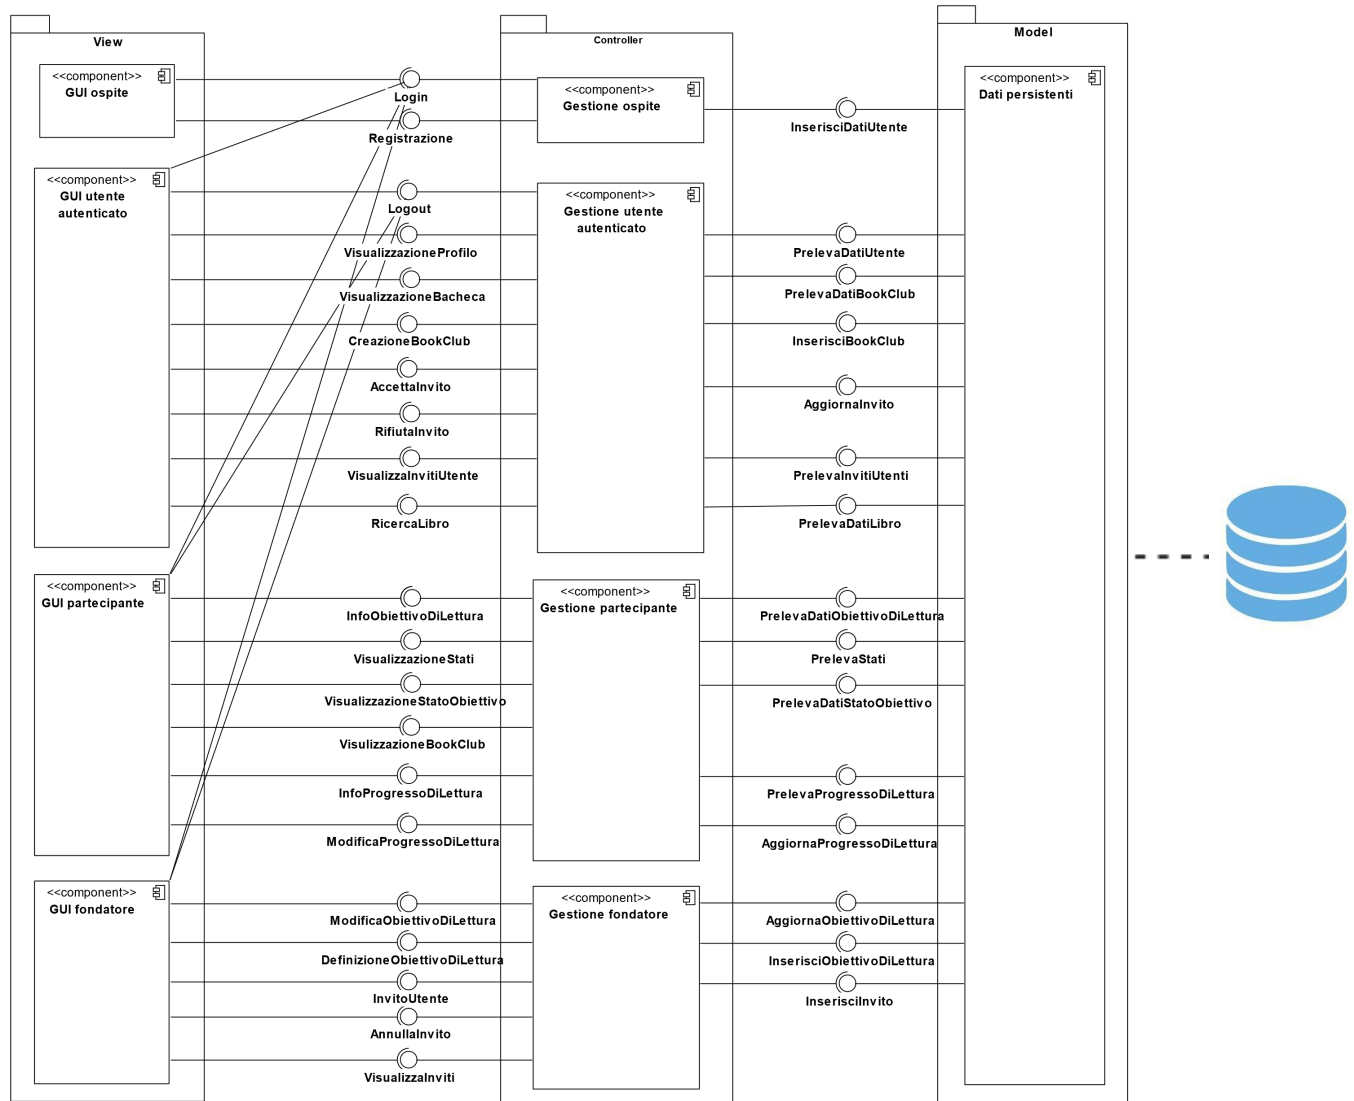 View
<<component>>
GUI ospite
<<component>>
GUI utente
autenticato
<<component>>
GUI partecipante
<<component>>
GUI fondatore
Login
Registrazione
Logout
VisualizzazioneProfilo
VisualizzazioneBacheca
CreazioneBookClub
AccettaInvito
RifiutaInvito
VisualizzaInvitiUtente
RicercaLibro
InfoObiettivoDiLettura
VisualizzazioneStati
VisualizzazioneStatoObiettivo
VisulizzazioneBookClub
InfoProgressoDiLettura
ModificaProgressoDiLettura
ModificaObiettivoDiLettura
DefinizioneObiettivoDiLettura
InvitoUtente
AnnullaInvito
VisualizzaInviti
Controller
<<component>>
Gestione ospite
<<component>>
Gestione utente
autenticato
<<component>>
Gestione partecipante
<<component>>
Gestione fondatore
InserisciDatiUtente
PrelevaDatiUtente
PrelevaDatiBookClub
InserisciBookClub
AggiornaInvito
PrelevaInvitiUtenti
PrelevaDatiLibro
PrelevaDatiObiettivoDiLettura
PrelevaStati
PrelevaDatiStatoObiettivo
PrelevaProgressoDiLettura
AggiornaProgressoDiLettura
AggiornaObiettivoDiLettura
InserisciObiettivoDiLettura
InserisciInvito
Model
<<component>>
Dati persistenti